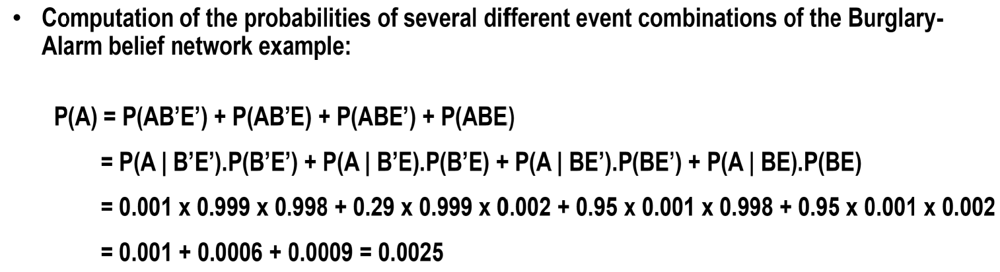 • Computation of the probabilities of several different event combinations of the Burglary-
Alarm belief network example:
P(A) = P(AB’E’) + P(AB’E) + P(ABE’) + P(ABE)
= P(A | B’E’).P(B’E’) + P(A | B’E).P(B’E) + P(A | BE’).P(BE’) + P(A | BE).P(BE)
= 0.001 x 0.999 x 0.998 + 0.29 x 0.999 x 0.002 + 0.95 x 0.001 x 0.998 + 0.95 x 0.001 x 0.002
= 0.001 + 0.0006 + 0.0009 = 0.0025